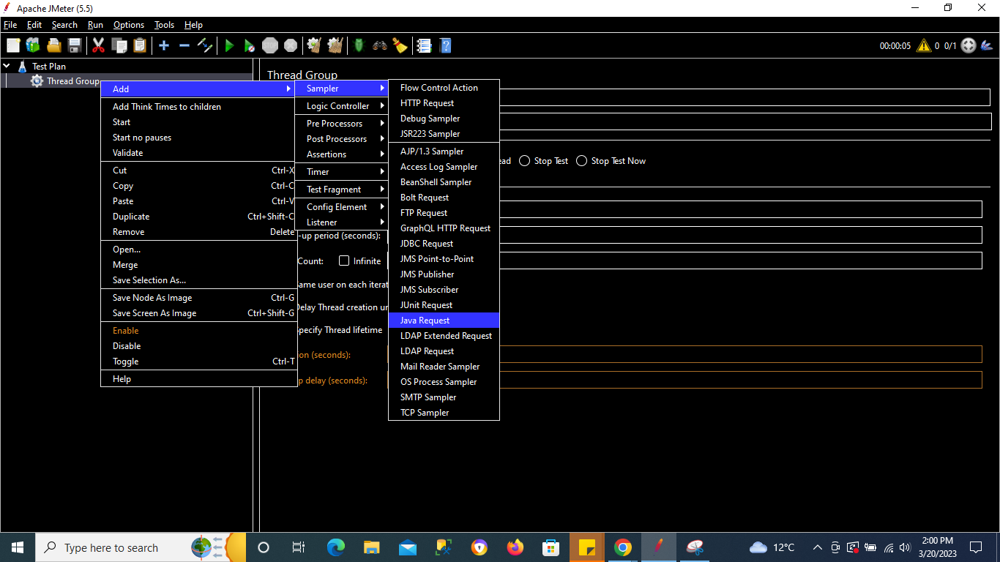 Apache JMeter (5.5)
File Edit Search Run Options Tools Help
00:00:05 0 0/1
Test Plan
Thread Group
Thread Group
Add
Add Think Times to children
Start
Start no pauses
Validate
Cut Ctrl-X
Copy Ctrl-C
Paste Ctrl-V
Duplicate Ctrl+Shift-C
Remove Delete
Open...
Merge
Save Selection As...
Save Node As Image Ctrl-G
Save Screen As Image Ctrl+Shift-G
Enable
Disable
Toggle Ctrl-T
Help
Sampler
Logic Controller
Pre Processors
Post Processors
Assertions
Timer
Test Fragment
Config Element
Listener
Flow Control Action
HTTP Request
Debug Sampler
JSR223 Sampler
AJP/1.3 Sampler
Access Log Sampler
BeanShell Sampler
Bolt Request
FTP Request
GraphQL HTTP Request
JDBC Request
JMS Point-to-Point
JMS Publisher
JMS Subscriber
JUnit Request
Java Request
LDAP Extended Request
LDAP Request
Mail Reader Sampler
OS Process Sampler
SMTP Sampler
TCP Sampler
ead Stop Test Stop Test Now
-up period (seconds):
Count: Infinite
ame user on each iterat
Delay Thread creation un
pecify Thread lifetime
ion (seconds):
p delay (seconds):
Type here to search
12°C
2:00 PM
3/20/2023